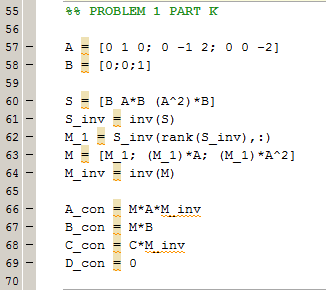 55 %% PROBLEM 1 PART K
56
57 - A = [0 1 0; 0 -1 2; 0 0 -2]
58 - B = [0;0;1]
59
60 - S = [B A*B (A^2)*B]
61 - S_inv = inv(S)
62 - M_1 = S_inv(rank(S_inv),:)
63 - M = [M_1; (M_1)*A; (M_1)*A^2]
64 - M_inv = inv(M)
65
66 - A_con = M*A*M_inv
67 - B_con = M*B
68 - C_con = C*M_inv
69 - D_con = 0
70